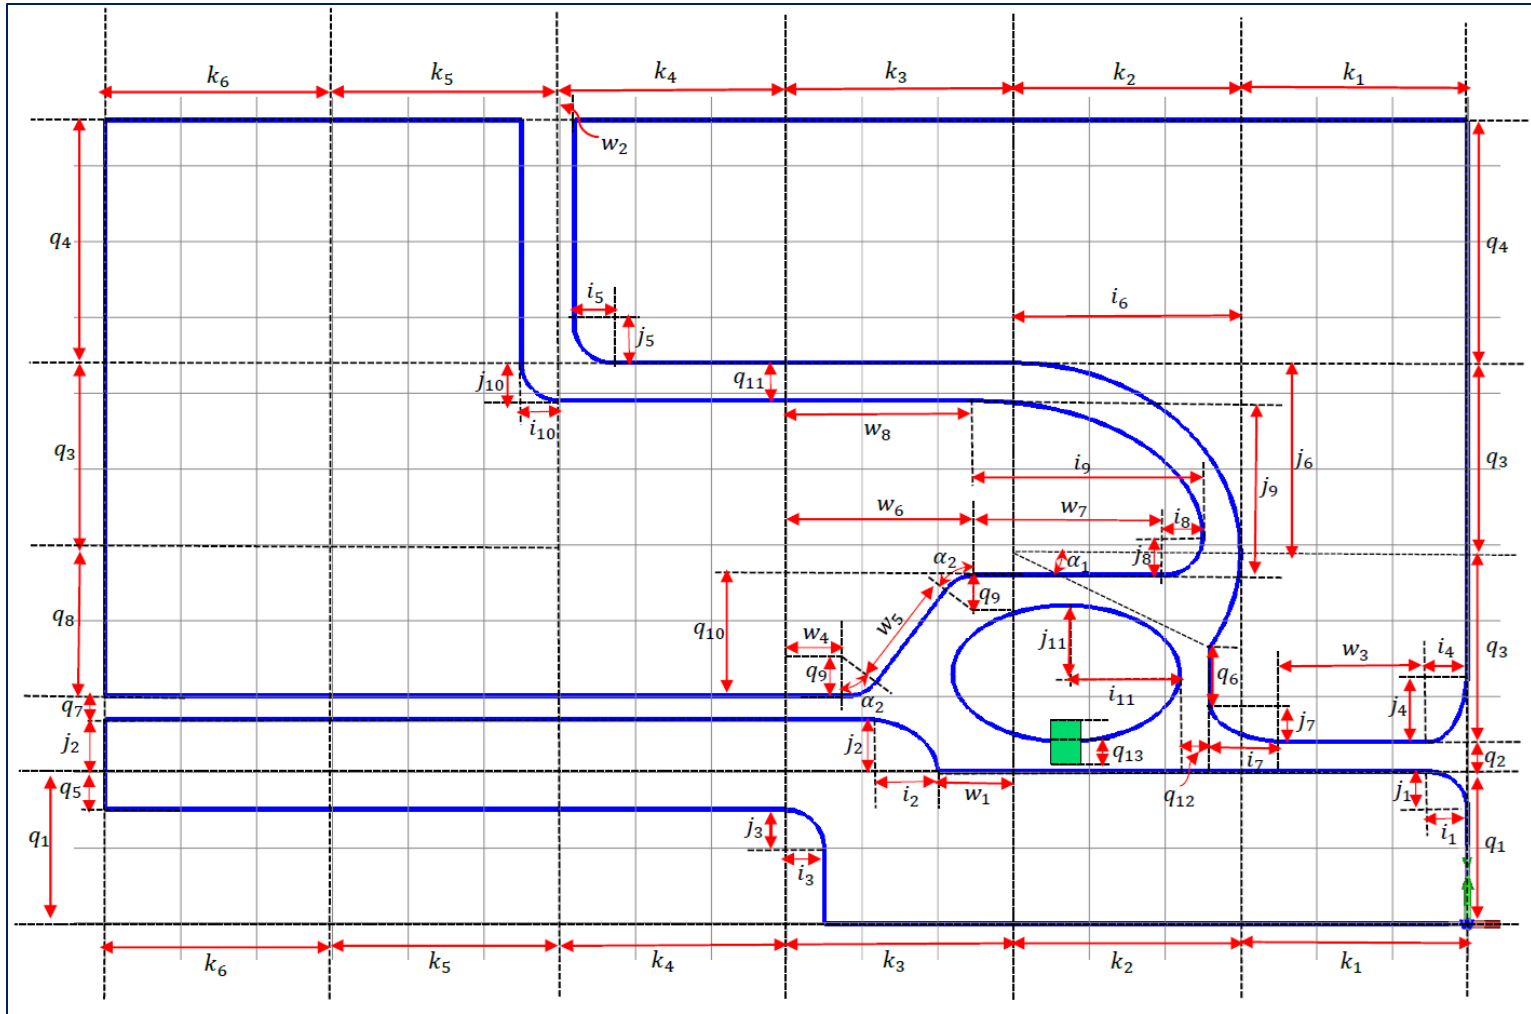 k₆ k₅ k₄ k₃ k₂ k₁
w₂
q₄ q₄
i₅ i₆
j₅
j₁₀ q₁₁
i₁₀ w₈
q₃ i₉ j₉ j₆ q₃
w₆ w₇ i₈
α₂ α₁ j₈
q₈ q₁₀ w₅ q₉
w₄ j₁₁ w₃ i₄
q₉ i₁₁ q₆ j₄ q₃
q₇ α₂
j₂ j₂ q₁₃ j₇ q₂
q₅ i₂ w₁ q₁₂ i₇ j₁
q₁ j₃ i₁ q₁
i₃
k₆ k₅ k₄ k₃ k₂ k₁